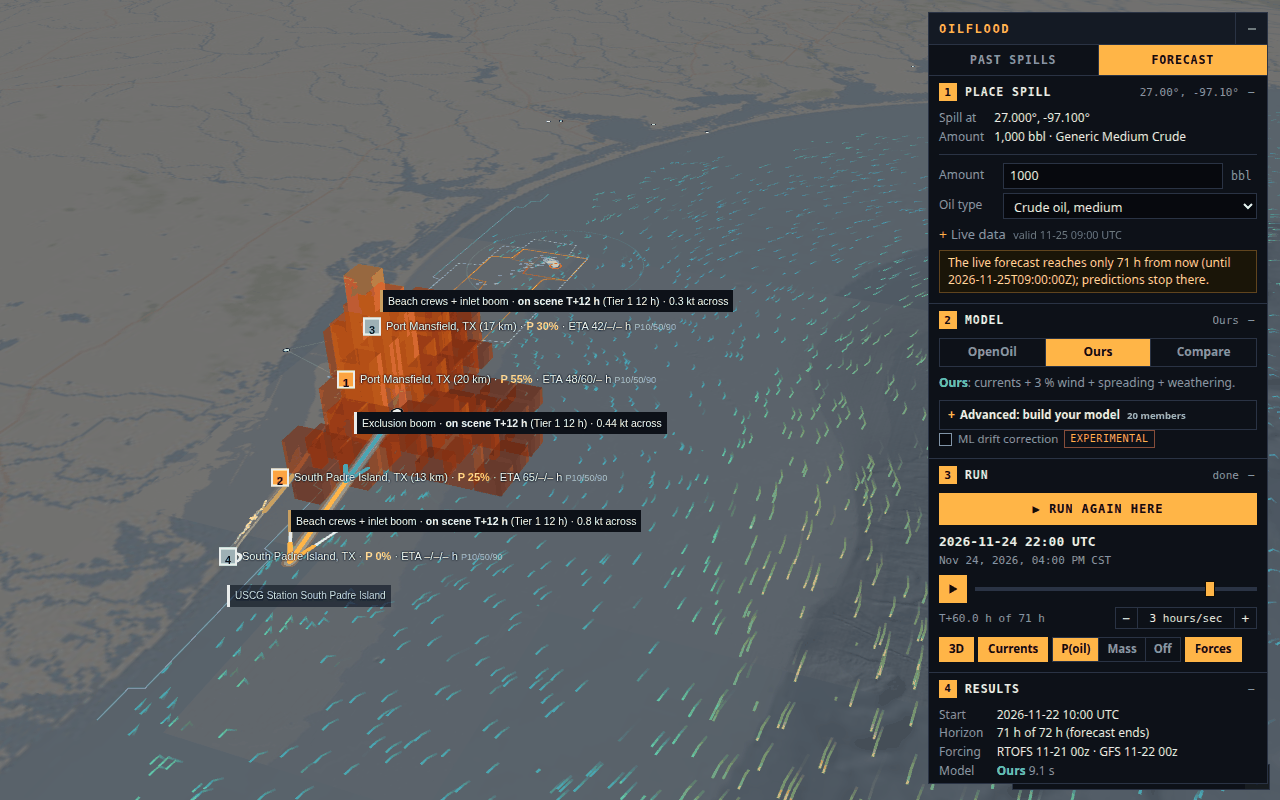 OILFLOOD
–
PAST SPILLS
FORECAST
1 PLACE SPILL 27.00°, -97.10° –
Spill at 27.000°, -97.100°
Amount 1,000 bbl · Generic Medium Crude
Amount 1000 bbl
Oil type Crude oil, medium
+ Live data valid 11-25 09:00 UTC
The live forecast reaches only 71 h from now (until
2026-11-25T09:00:00Z); predictions stop there.
2 MODEL Ours –
OpenOil Ours Compare
Ours: currents + 3 % wind + spreading + weathering.
+ Advanced: build your model 20 members
ML drift correction EXPERIMENTAL
3 RUN done –
▶ RUN AGAIN HERE
2026-11-24 22:00 UTC
Nov 24, 2026, 04:00 PM CST
T+60.0 h of 71 h – 3 hours/sec +
3D Currents P(oil) Mass Off Forces
4 RESULTS –
Start 2026-11-22 10:00 UTC
Horizon 71 h of 72 h (forecast ends)
Forcing RTOFS 11-21 00z · GFS 11-22 00z
Model Ours 9.1 s
Beach crews + inlet boom · on scene T+12 h (Tier 1 12 h) · 0.3 kt across
3 Port Mansfield, TX (17 km) · P 30% · ETA 42/–/– h P10/50/90
1 Port Mansfield, TX (20 km) · P 55% · ETA 48/60/– h P10/50/90
Exclusion boom · on scene T+12 h (Tier 1 12 h) · 0.44 kt across
2 South Padre Island, TX (13 km) · P 25% · ETA 65/–/– h P10/50/90
Beach crews + inlet boom · on scene T+12 h (Tier 1 12 h) · 0.8 kt across
4 South Padre Island, TX · P 0% · ETA –/–/– h P10/50/90
USCG Station South Padre Island